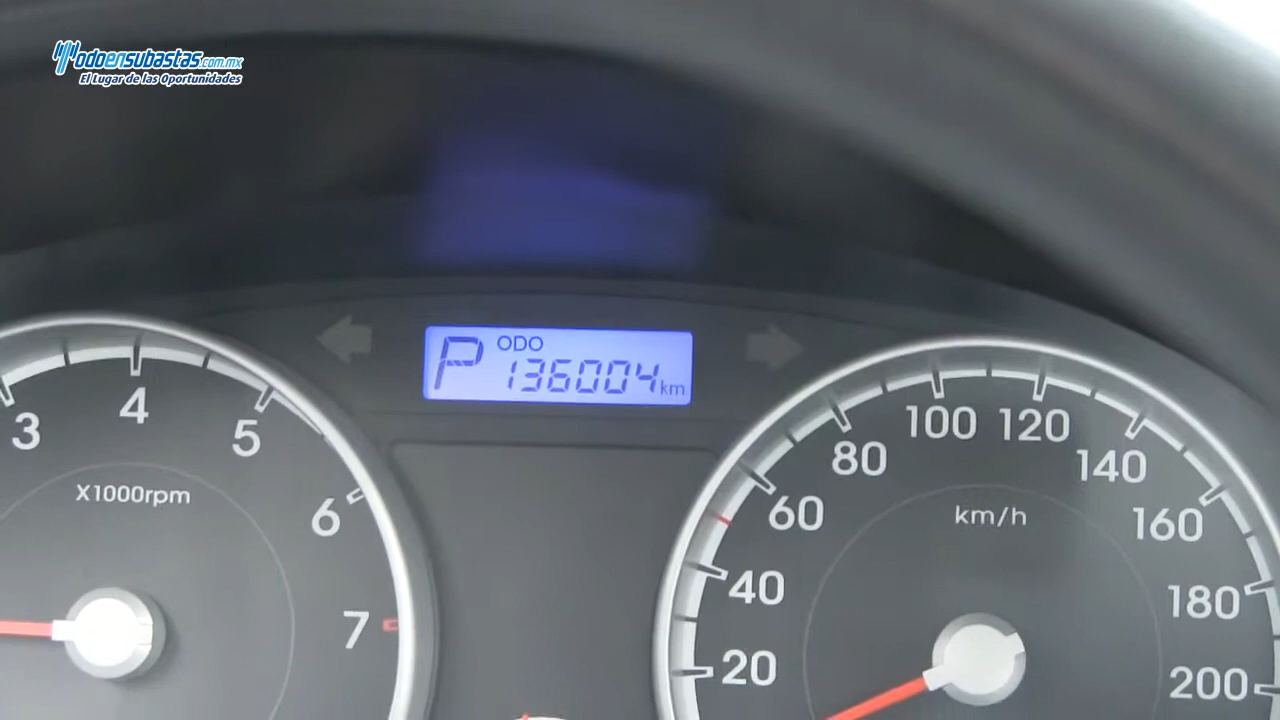 todoensubastas.com.mx
El Lugar de las Oportunidades
P
ODO
136004 km
3
4
5
6
7
X1000rpm
20
40
60
80
100
120
140
160
180
200
km/h